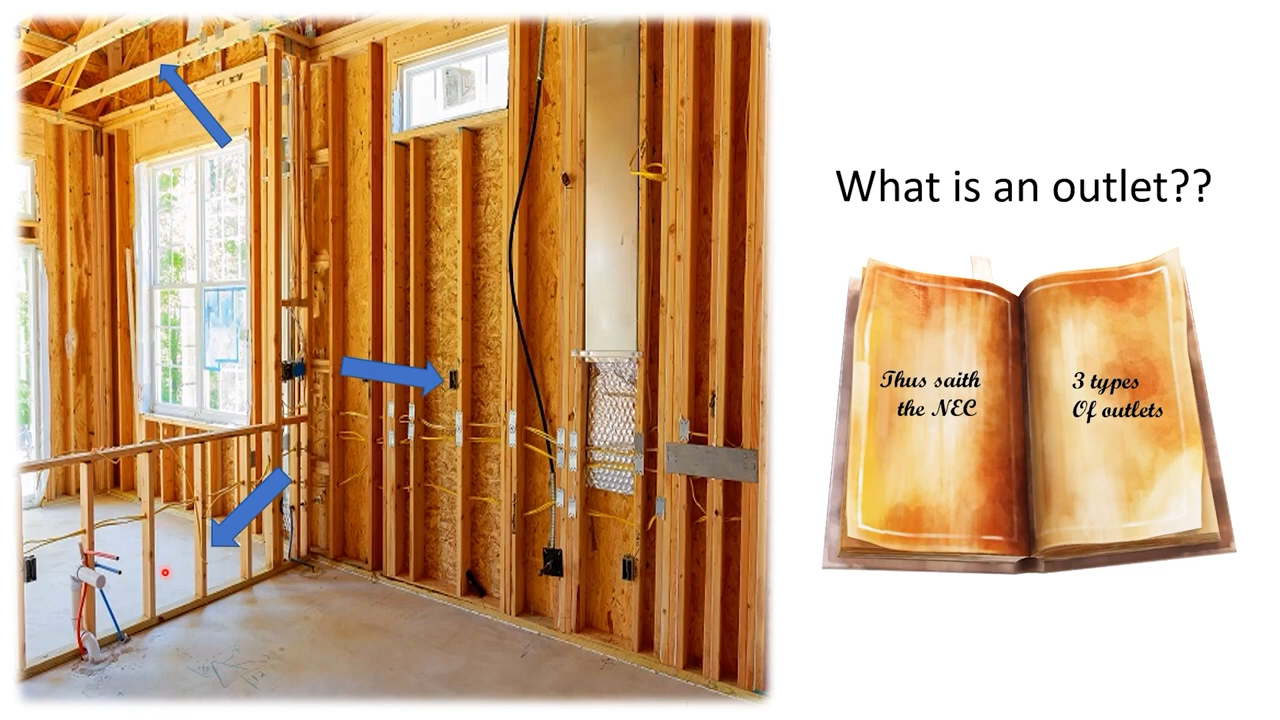 What is an outlet??
Thus saith
the NEC
3 types
Of outlets